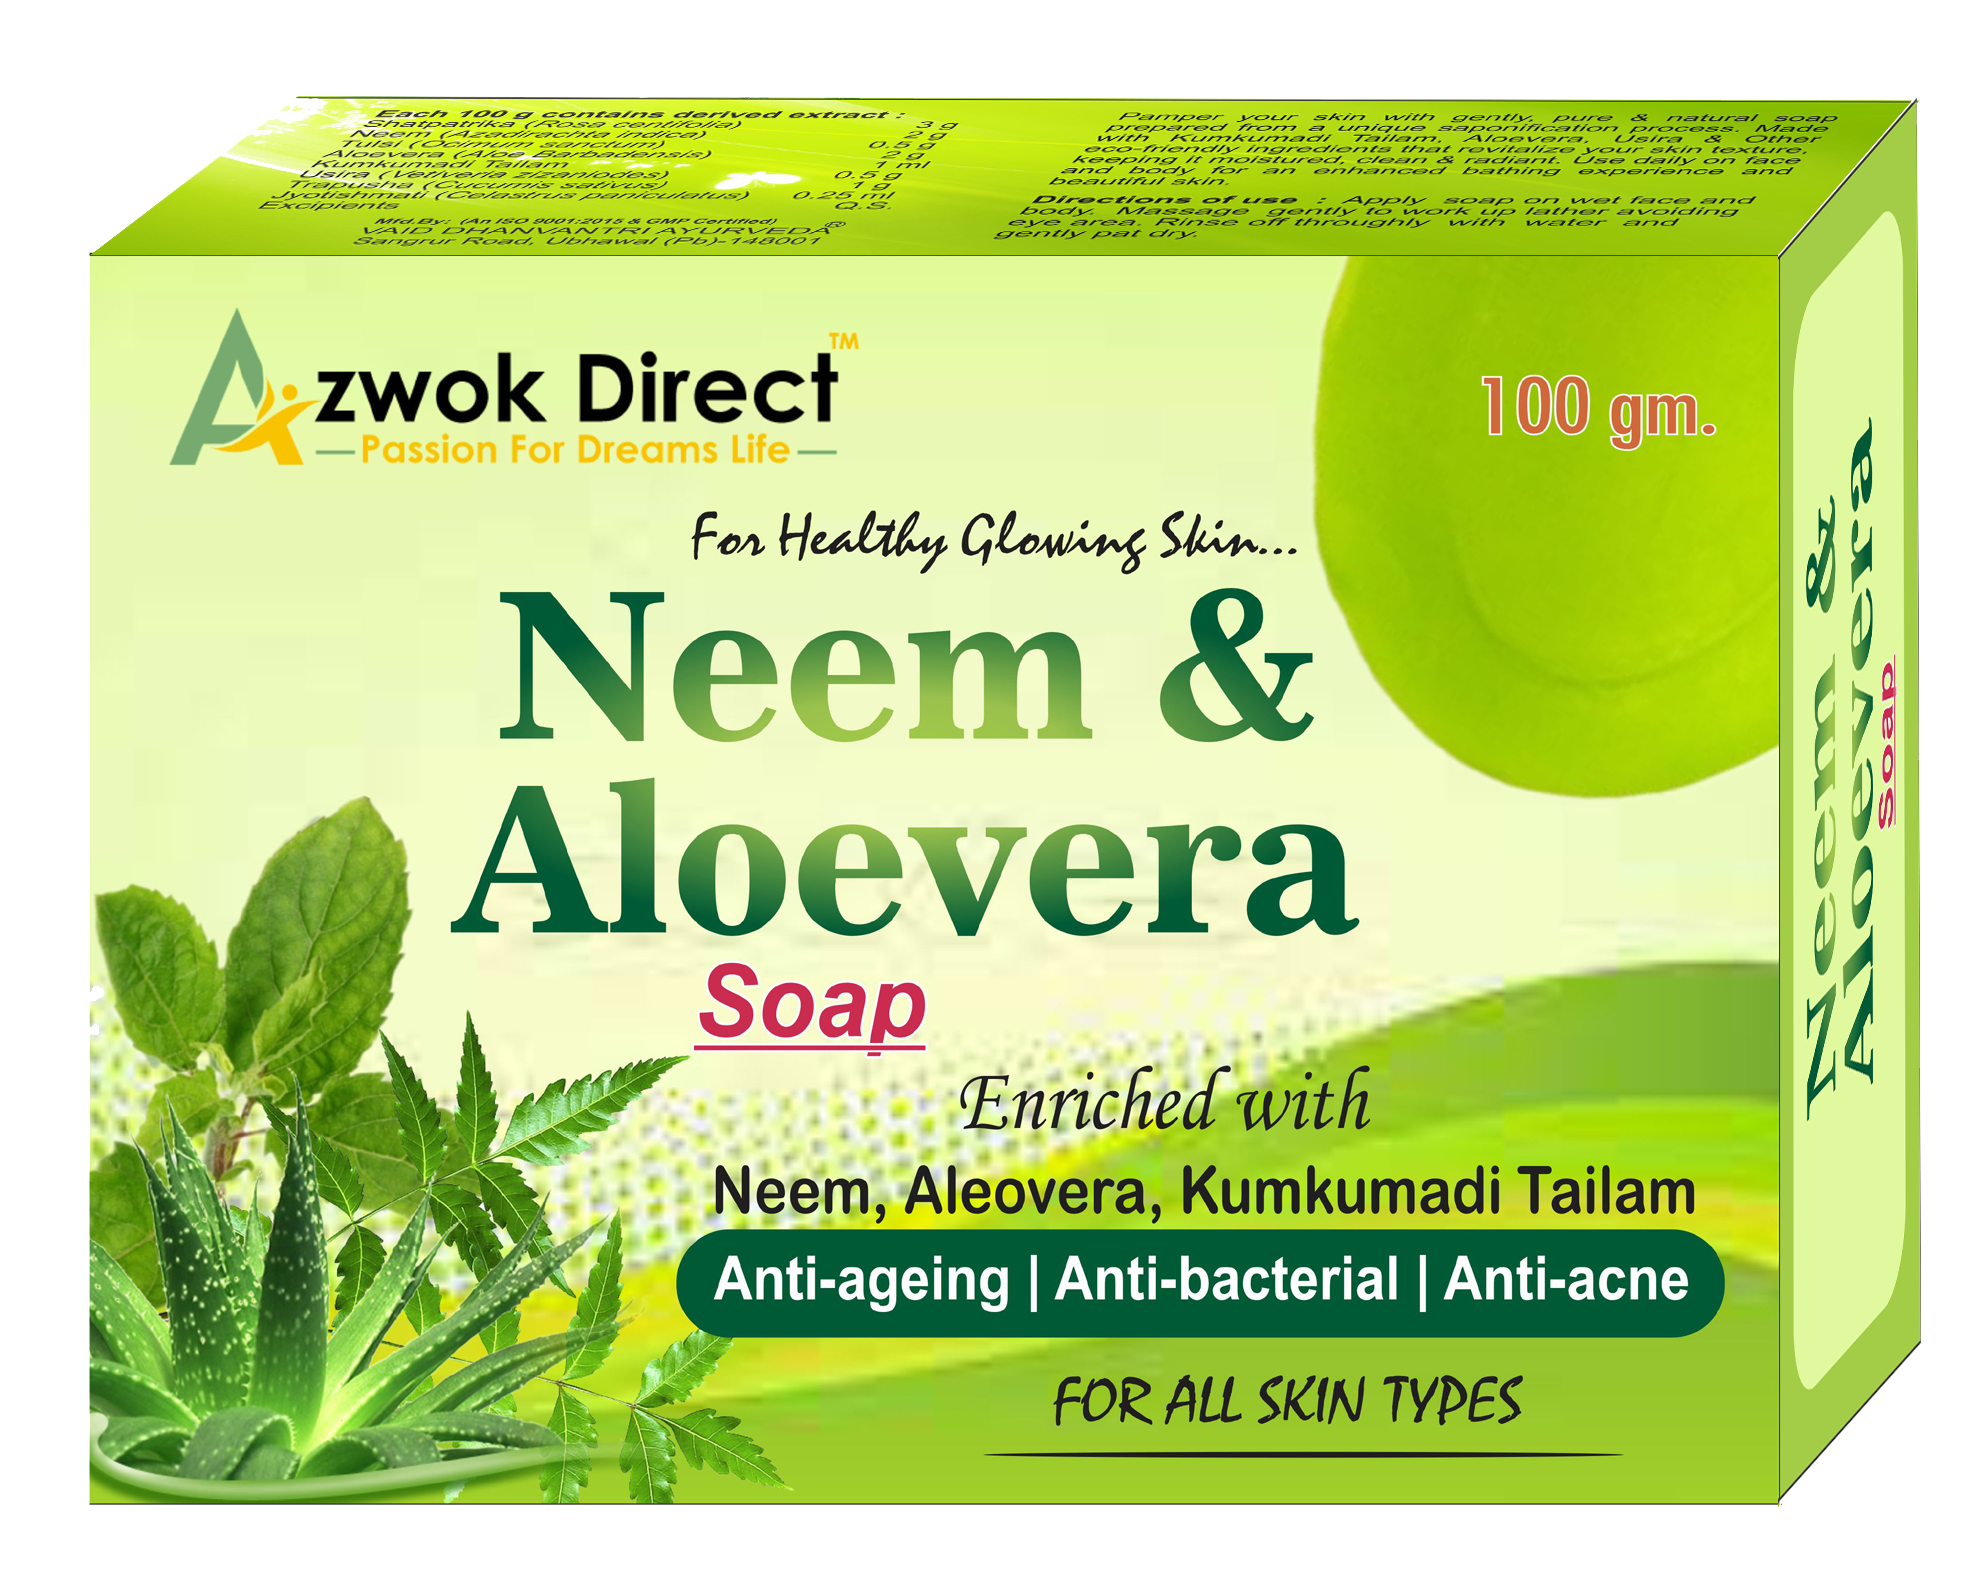 Each 100 g contains derived extract :
Shatpatrika (Rosa centifolia) 3 g
Neem (Azadirachta indica) 2 g
Tulsi (Ocimum sanctum) 0.5 g
Aloevera (Aloe Barbadensis) 2 g
Kumkumadi Tailam 1 ml
Usira (Vetiveria zizaniodes) 0.5 g
Trapusha (Cucumis sativus) 1 g
Jyotishmati (Celastrus paniculatus) 0.25 ml
Excipients Q.S.
Mfd.By: (An ISO 9001:2015 & GMP Certified)
VAID DHANVANTRI AYURVEDA®
Sangrur Road, Ubhawal (Pb)-148001
Pamper your skin with gently, pure & natural soap
prepared from a unique saponification process. Made
with Kumkumadi Tailam, Aloevera, Usira & Other
eco-friendly ingredients that revitalize your skin texture,
keeping it moistured, clean & radiant. Use daily on face
and body for an enhanced bathing experience and
beautiful skin.
Directions of use : Apply soap on wet face and
body. Massage gently to work up lather avoiding
eye area. Rinse off throughly with water and
gently pat dry.
Azwok Direct™
Passion For Dreams Life
100 gm.
For Healthy Glowing Skin...
Neem &
Aloevera
Soap
Enriched with
Neem, Aleovera, Kumkumadi Tailam
Anti-ageing | Anti-bacterial | Anti-acne
FOR ALL SKIN TYPES
Neem &
Aloevera
Soap